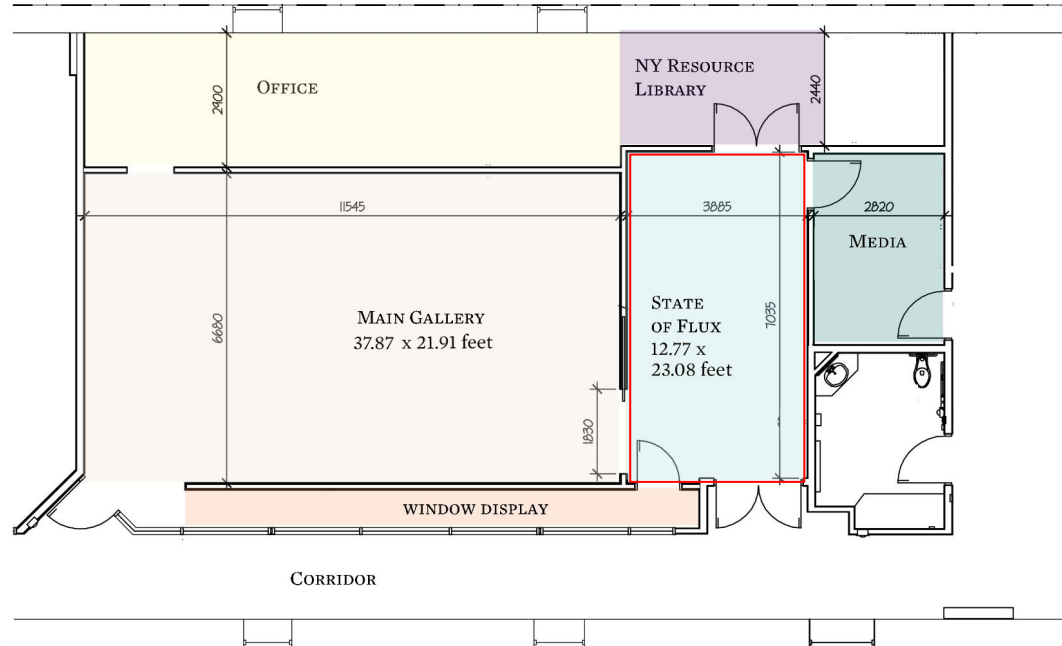 OFFICE
2900
NY RESOURCE
LIBRARY
2440
11545
3885
2820
MEDIA
6680
MAIN GALLERY
37.87 x 21.91 feet
STATE
OF FLUX
12.77 x
23.08 feet
7035
1830
WINDOW DISPLAY
CORRIDOR